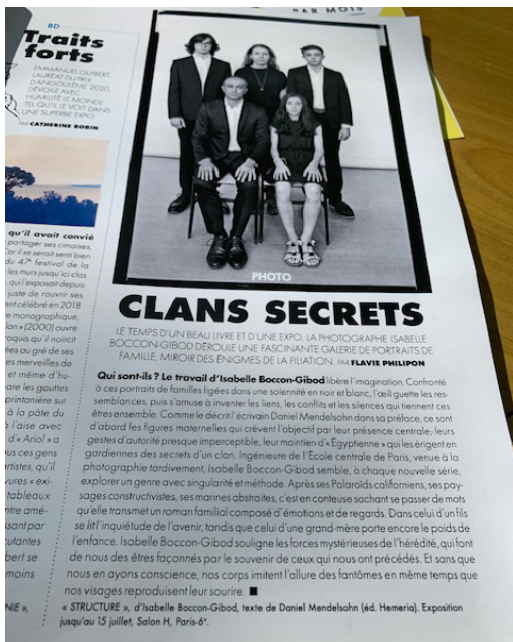 BD
Traits
forts
EMMANUEL GUIBERT,
LAURÉAT DU PRIX
D'ANGOULÊME 2020,
DÉVOILE AVEC
HUMILITÉ LE MONDE
TEL QU'IL LE VOIT DANS
UNE SUPERBE EXPO.
PAR CATHERINE ROBIN
qu'il avait convié
partager ses cimaises,
Car il se serait senti bien
du 47e festival de la
les murs jusqu'ici clos
qui l'exposait depuis
juste de rouvrir ses
ent célébré en 2018
e monographique,
lan » (2000) ouvre
roquis qu'il noircit
ées au gré de ses
es merveilles de
et même d'hu-
are les gouttes
printanière sur
à la pâte du
à l'aise avec
d'« Ariol » a
us ces gens
rtistes, qu'il
vures « exi-
tableaux
ntre amé-
ssant par
cutantes
bert se
moins
NIE »,
PHOTO
CLANS SECRETS
LE TEMPS D'UN BEAU LIVRE ET D'UNE EXPO, LA PHOTOGRAPHE ISABELLE
BOCCON-GIBOD DÉROULE UNE FASCINANTE GALERIE DE PORTRAITS DE
FAMILLE, MIROIR DES ÉNIGMES DE LA FILIATION. PAR FLAVIE PHILIPON
Qui sont-ils ? Le travail d'Isabelle Boccon-Gibod libère l'imagination. Confronté
à ces portraits de familles figées dans une solennité en noir et blanc, l'œil guette les res-
semblances, puis s'amuse à inventer les liens, les conflits et les silences qui tiennent ces
êtres ensemble. Comme le décrit l'écrivain Daniel Mendelsohn dans sa préface, ce sont
d'abord les figures maternelles qui crèvent l'objectif par leur présence centrale ; leurs
gestes d'autorité presque imperceptible, leur maintien d'« Egyptienne » qui les érigent en
gardiennes des secrets d'un clan. Ingénieure de l'Ecole centrale de Paris, venue à la
photographie tardivement, Isabelle Boccon-Gibod semble, à chaque nouvelle série,
explorer un genre avec singularité et méthode. Après ses Polaroïds californiens, ses pay-
sages constructivistes, ses marines abstraites, c'est en conteuse sachant se passer de mots
qu'elle transmet un roman familial composé d'émotions et de regards. Dans celui d'un fils
se lit l'inquiétude de l'avenir, tandis que celui d'une grand-mère porte encore le poids de
l'enfance. Isabelle Boccon-Gibod souligne les forces mystérieuses de l'hérédité, qui font
de nous des êtres façonnés par le souvenir de ceux qui nous ont précédés. Et sans que
nous en ayons conscience, nos corps imitent l'allure des fantômes en même temps que
nos visages reproduisent leur sourire. ■
« STRUCTURE », d'Isabelle Boccon-Gibod, texte de Daniel Mendelsohn (éd. Hemeria). Exposition
jusqu'au 15 juillet, Salon H, Paris-6e.